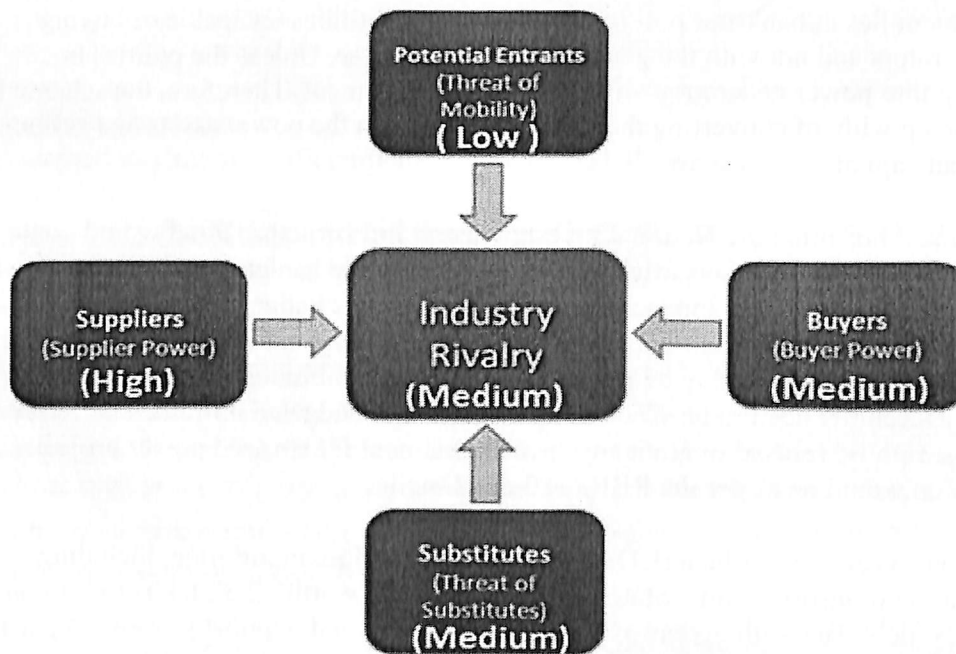 Potential Entrants
(Threat of
Mobility)
( Low )
Suppliers
(Supplier Power)
(High)
Industry
Rivalry
(Medium)
Buyers
(Buyer Power)
(Medium)
Substitutes
(Threat of
Substitutes)
(Medium)